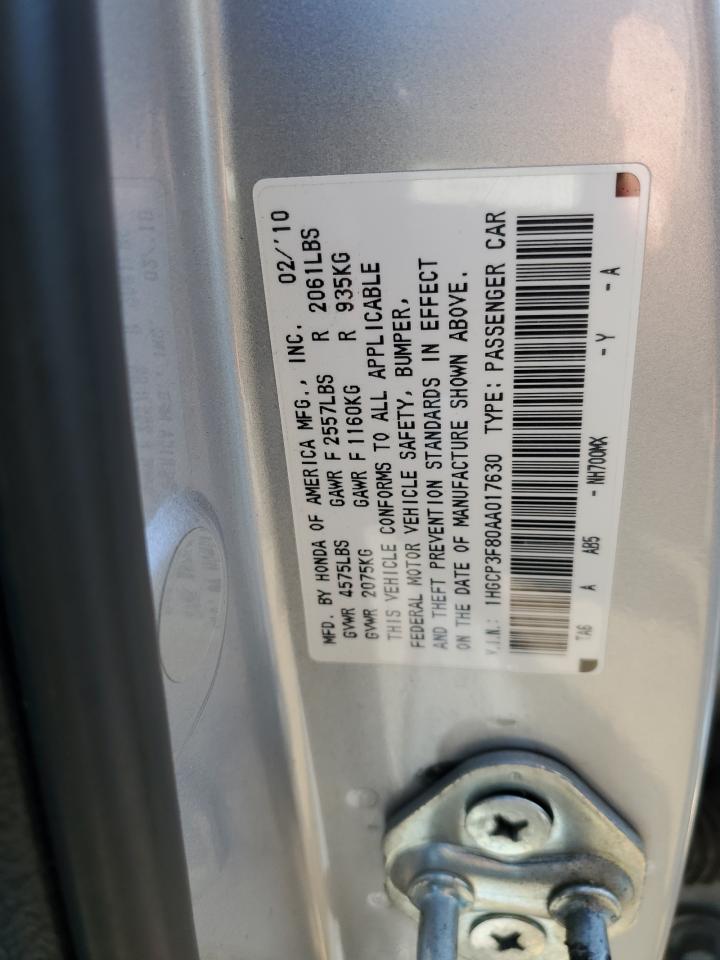 MFD. BY HONDA OF AMERICA MFG., INC. 02/'10
GVWR 4575LBS GAWR F 2557LBS R 2061LBS
GVWR 2075KG GAWR F 1160KG R 935KG
THIS VEHICLE CONFORMS TO ALL APPLICABLE
FEDERAL MOTOR VEHICLE SAFETY, BUMPER,
AND THEFT PREVENTION STANDARDS IN EFFECT
ON THE DATE OF MANUFACTURE SHOWN ABOVE.
V.I.N.: 1HGCP3F80AA017630 TYPE: PASSENGER CAR
TA6 A AB5 - NH700MX - Y - A